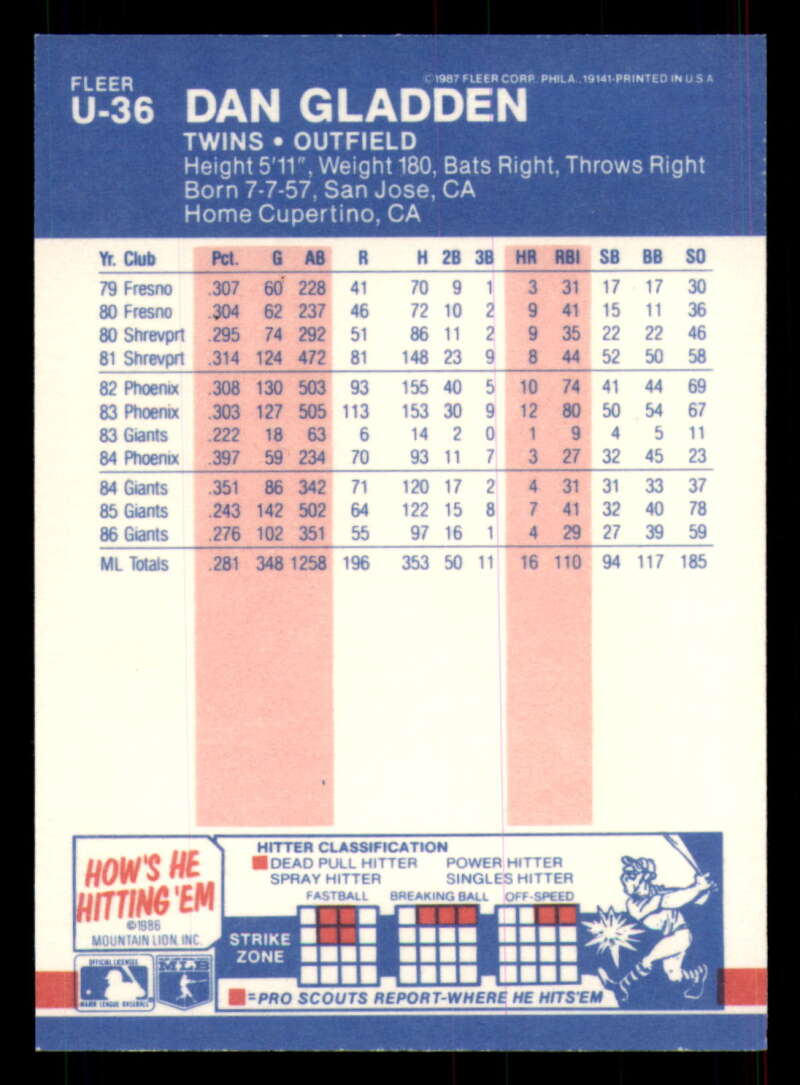 FLEER ©1987 FLEER CORP. PHILA., 19141-PRINTED IN U.S.A
U-36 DAN GLADDEN
TWINS • OUTFIELD
Height 5'11", Weight 180, Bats Right, Throws Right
Born 7-7-57, San Jose, CA
Home Cupertino, CA
Yr. Club Pct. G AB R H 2B 3B HR RBI SB BB SO
79 Fresno .307 60 228 41 70 9 1 3 31 17 17 30
80 Fresno .304 62 237 46 72 10 2 9 41 15 11 36
80 Shrevprt .295 74 292 51 86 11 2 9 35 22 22 46
81 Shrevprt .314 124 472 81 148 23 9 8 44 52 50 58
82 Phoenix .308 130 503 93 155 40 5 10 74 41 44 69
83 Phoenix .303 127 505 113 153 30 9 12 80 50 54 67
83 Giants .222 18 63 6 14 2 0 1 9 4 5 11
84 Phoenix .397 59 234 70 93 11 7 3 27 32 45 23
84 Giants .351 86 342 71 120 17 2 4 31 31 33 37
85 Giants .243 142 502 64 122 15 8 7 41 32 40 78
86 Giants .276 102 351 55 97 16 1 4 29 27 39 59
ML Totals .281 348 1258 196 353 50 11 16 110 94 117 185
HOW'S HE
HITTING 'EM
©1986
MOUNTAIN LION, INC.
OFFICIAL LICENSEE
MAJOR LEAGUE BASEBALL
MLB
HITTER CLASSIFICATION
DEAD PULL HITTER POWER HITTER
SPRAY HITTER SINGLES HITTER
FASTBALL BREAKING BALL OFF-SPEED
STRIKE
ZONE
=PRO SCOUTS REPORT-WHERE HE HITS'EM